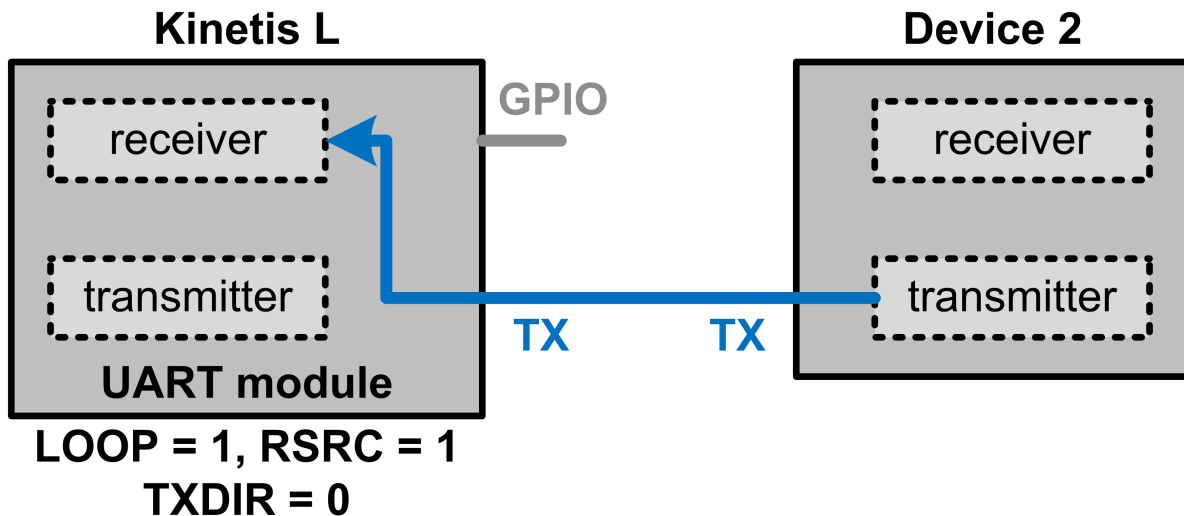 Kinetis L
Device 2
GPIO
receiver
receiver
transmitter
transmitter
TX
TX
UART module
LOOP = 1, RSRC = 1
TXDIR = 0